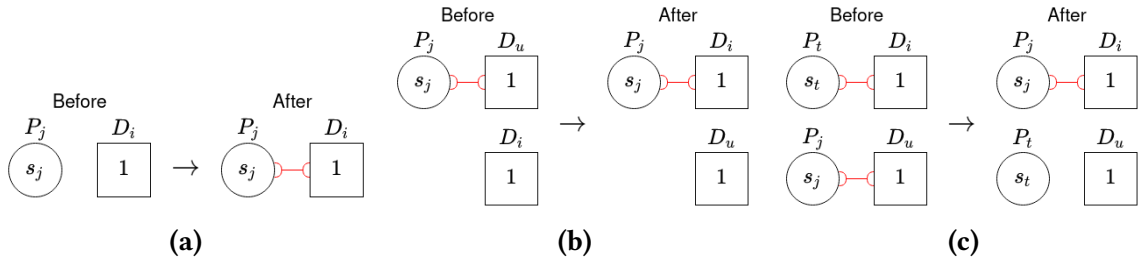 Before
P_j
s_j
D_i
1
→
After
P_j
s_j
D_i
1
(a)
Before
P_j
D_u
s_j
1
D_i
1
→
After
P_j
D_i
s_j
1
D_u
1
(b)
Before
P_t
D_i
s_t
1
P_j
D_u
s_j
1
→
After
P_j
D_i
s_j
1
P_t
D_u
s_t
1
(c)